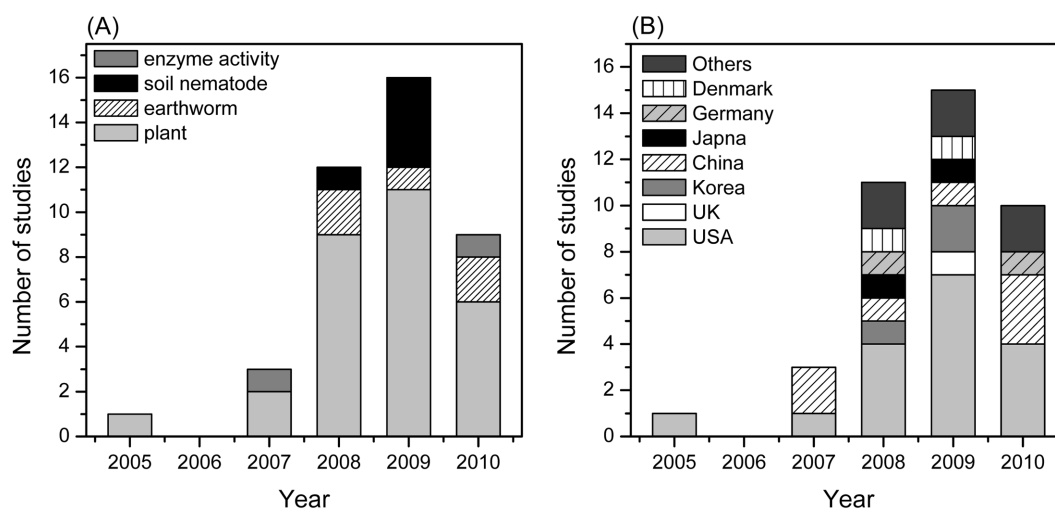 (A)
enzyme activity
soil nematode
earthworm
plant
16
14
12
10
8
6
4
2
0
Number of studies
2005 2006 2007 2008 2009 2010
Year
(B)
Others
Denmark
Germany
Japna
China
Korea
UK
USA
16
14
12
10
8
6
4
2
0
Number of studies
2005 2006 2007 2008 2009 2010
Year